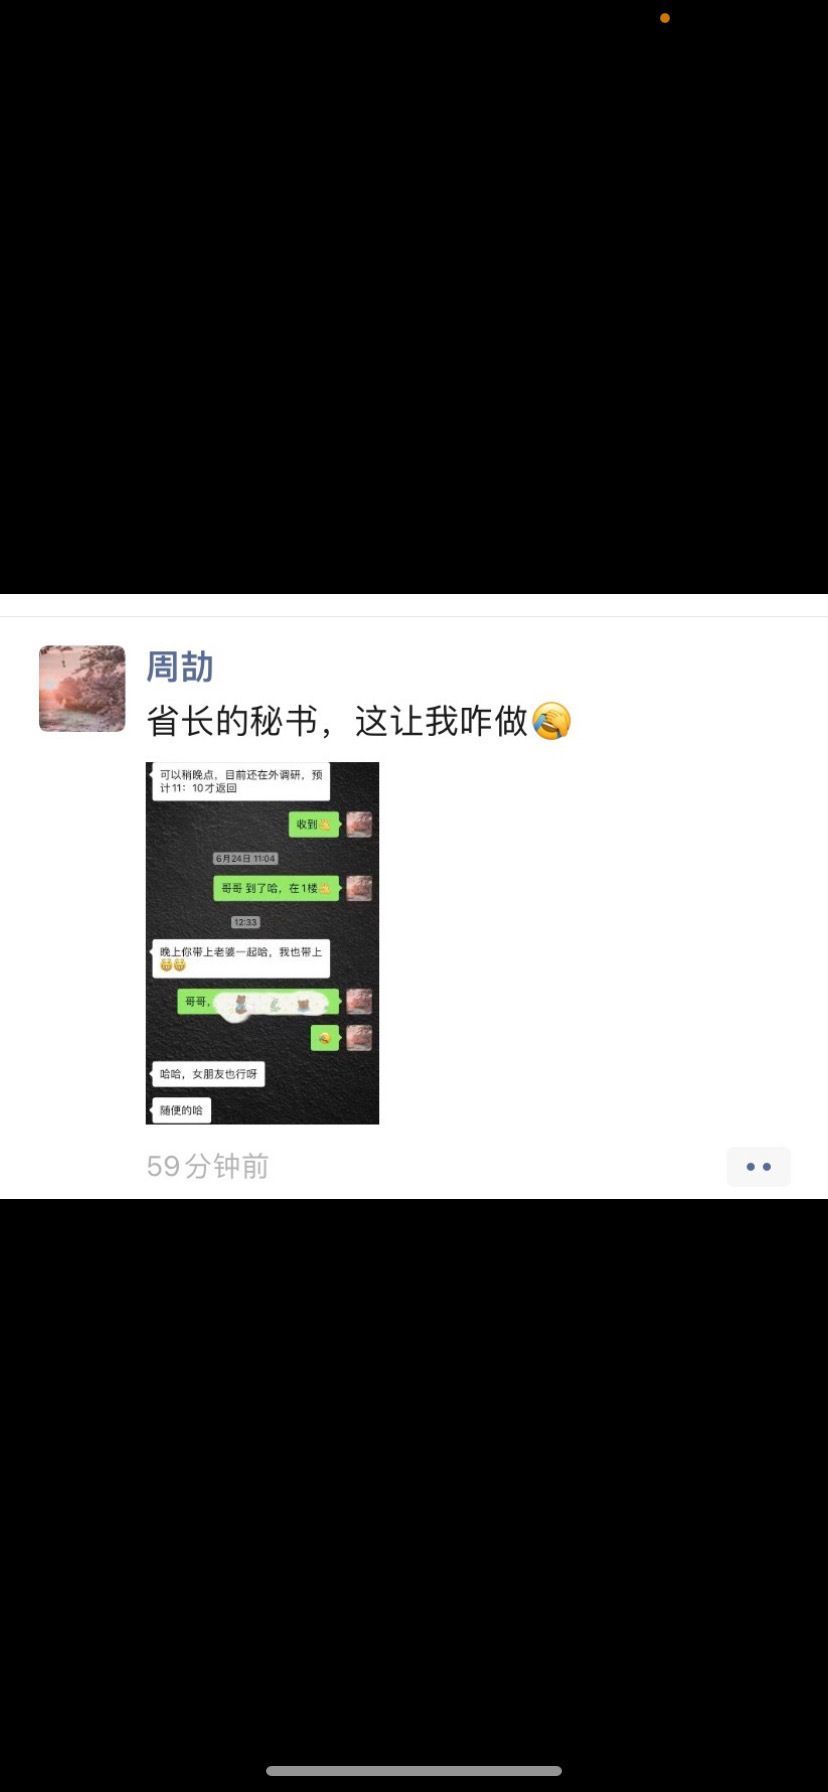 周劼
省长的秘书，这让我咋做
可以稍晚点，目前还在外调研，预
计11：10才返回
收到
6月24日 11:04
哥哥 到了哈，在1楼
12:33
晚上你带上老婆一起哈，我也带上
哥哥，
哈哈，女朋友也行呀
随便的哈
59分钟前